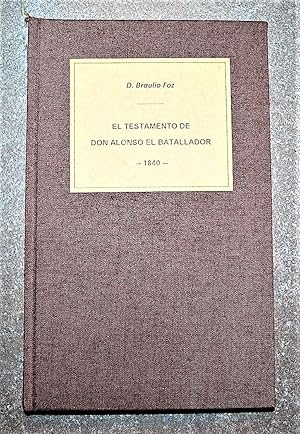 D. Braulio Foz
EL TESTAMENTO DE
DON ALONSO EL BATALLADOR
-- 1840 --